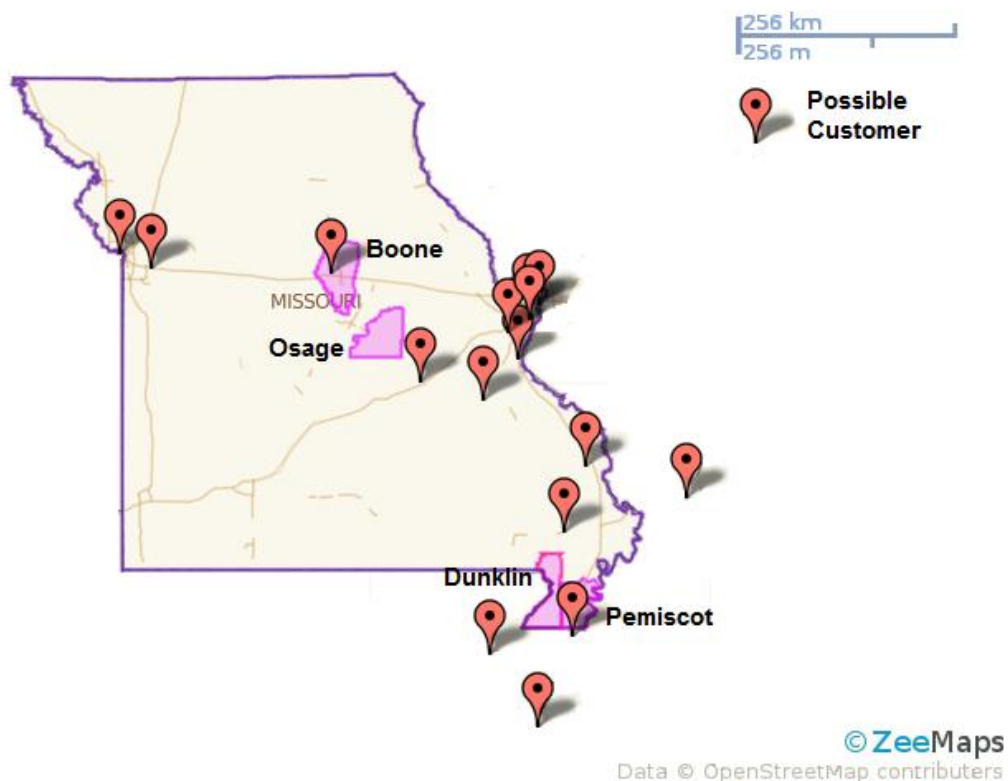 256 km
256 m
Possible
Customer
Boone
MISSOURI
Osage
Dunklin
Pemiscot
© ZeeMaps
Data © OpenStreetMap contributers